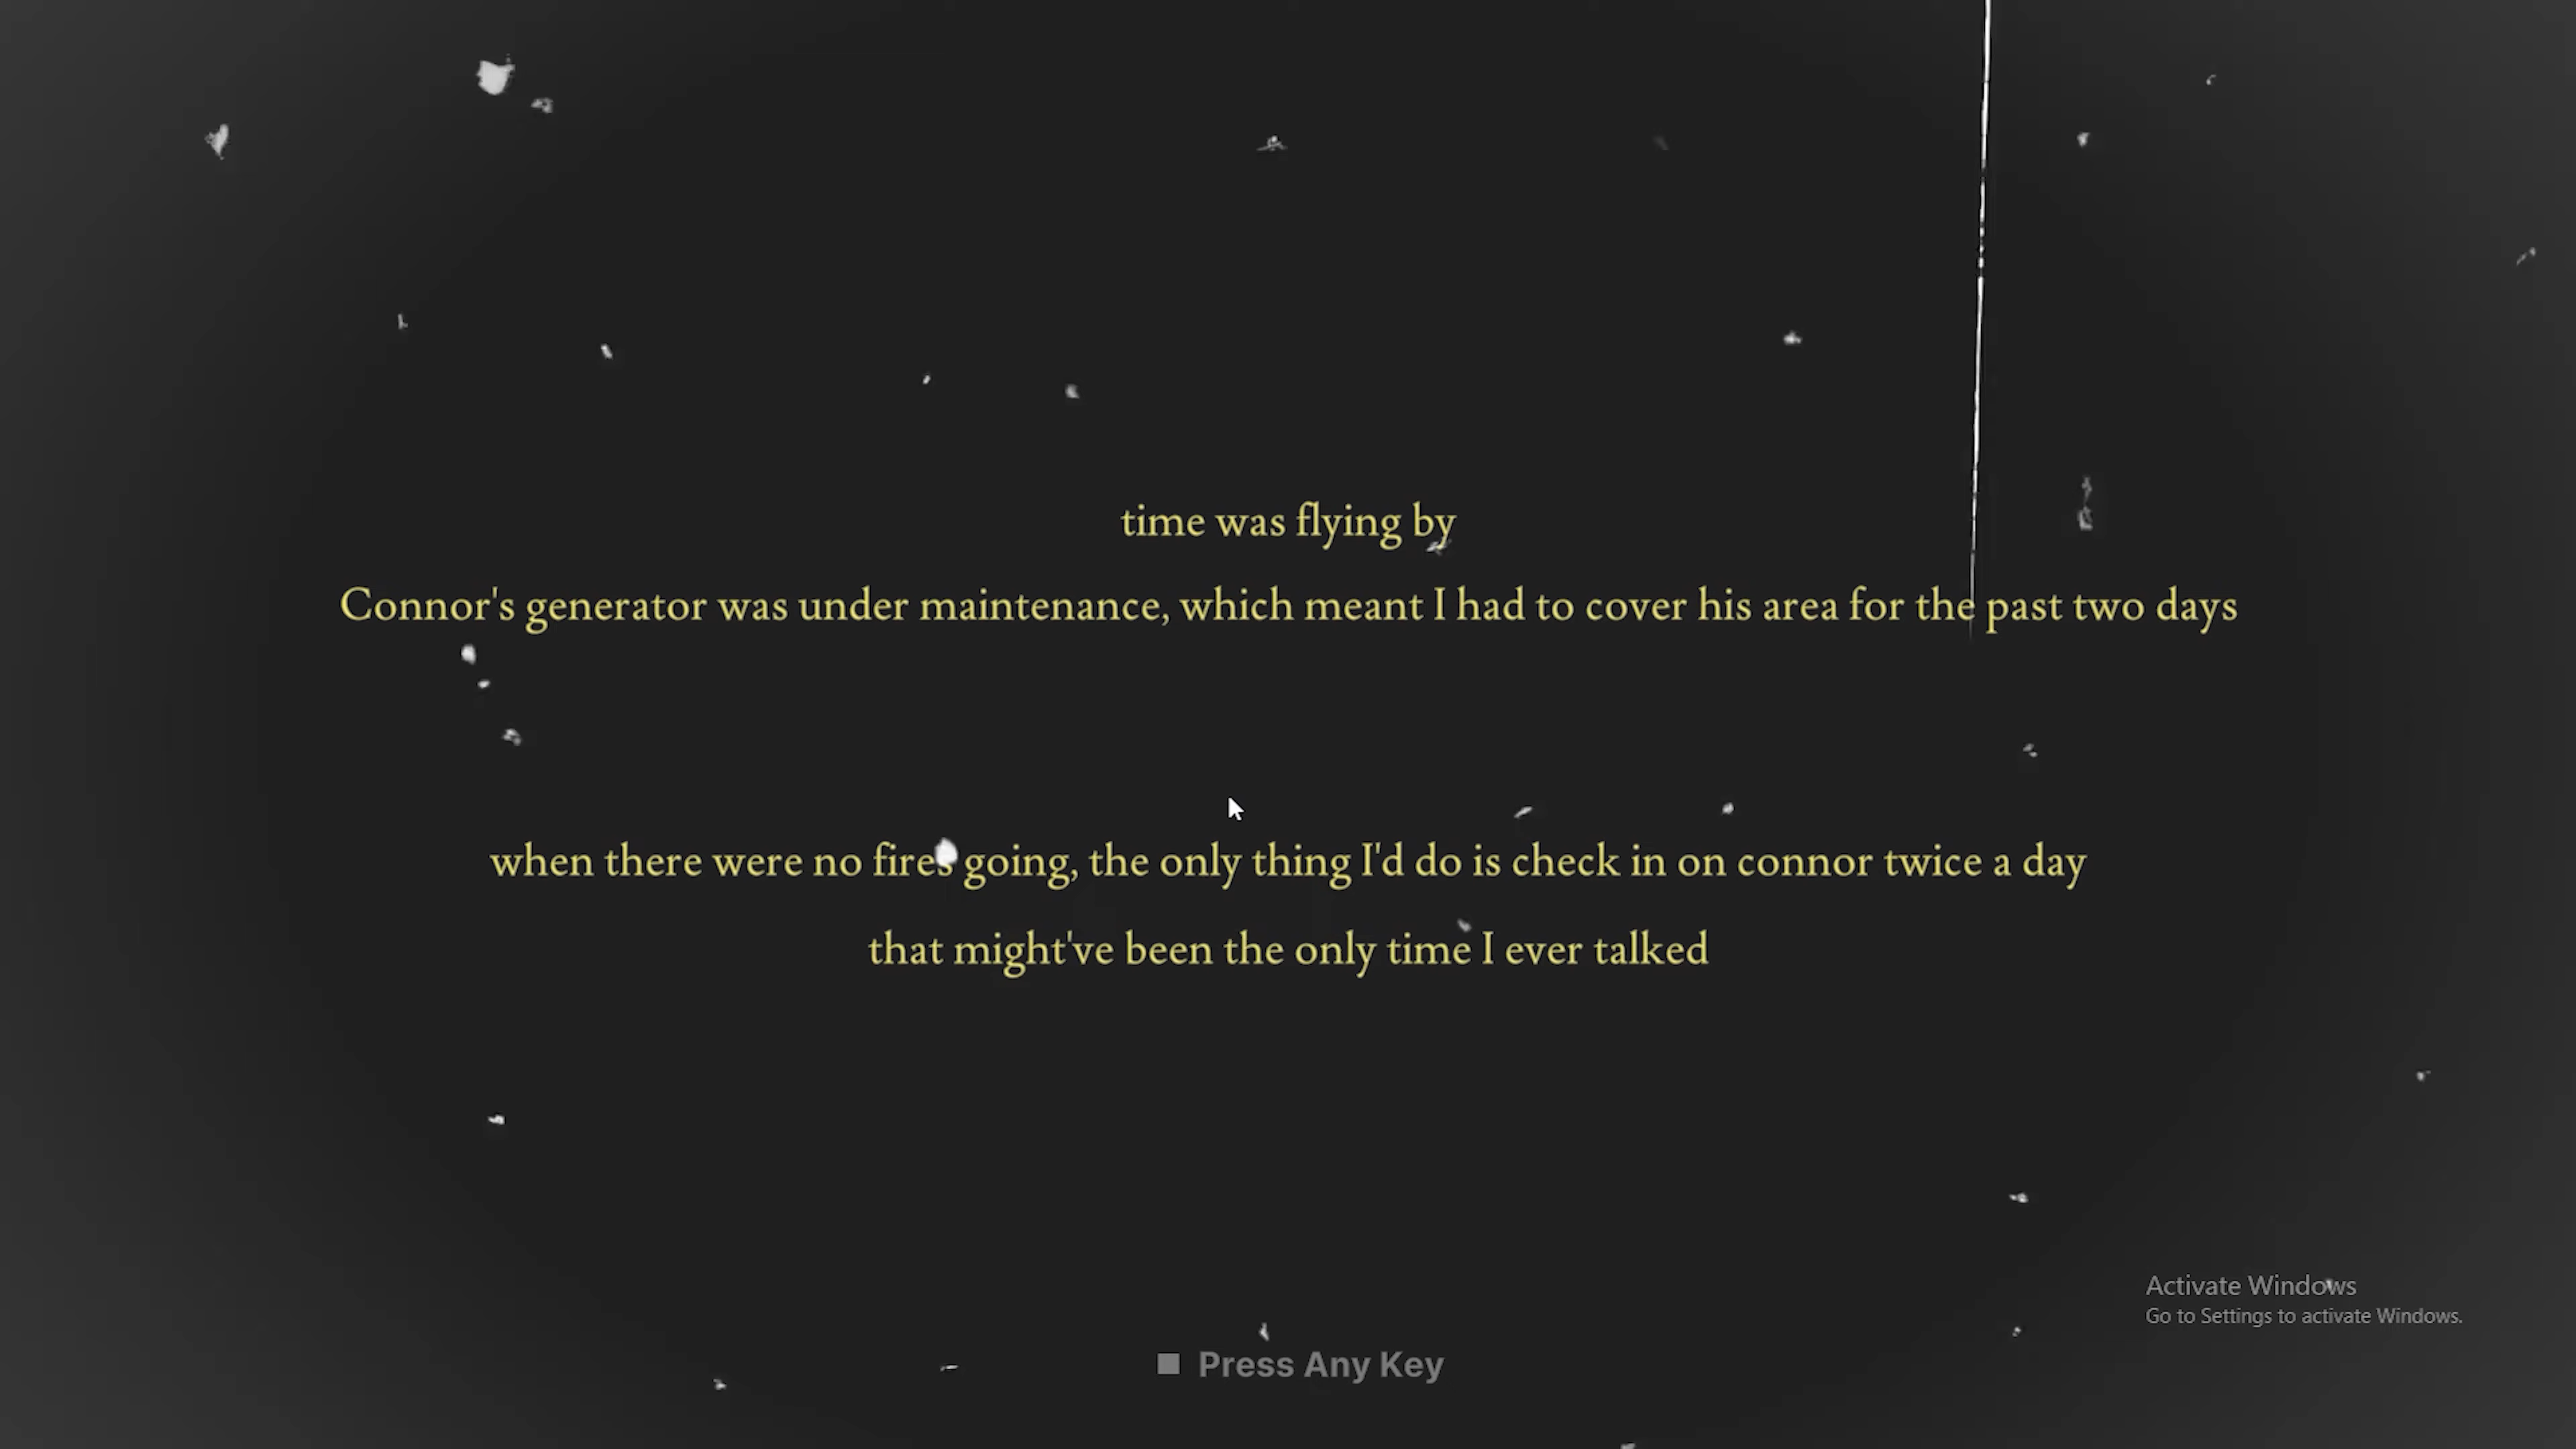 time was flying by
Connor's generator was under maintenance, which meant I had to cover his area for the past two days
when there were no fires going, the only thing I'd do is check in on connor twice a day
that might've been the only time I ever talked
Activate Windows
Go to Settings to activate Windows.
Press Any Key